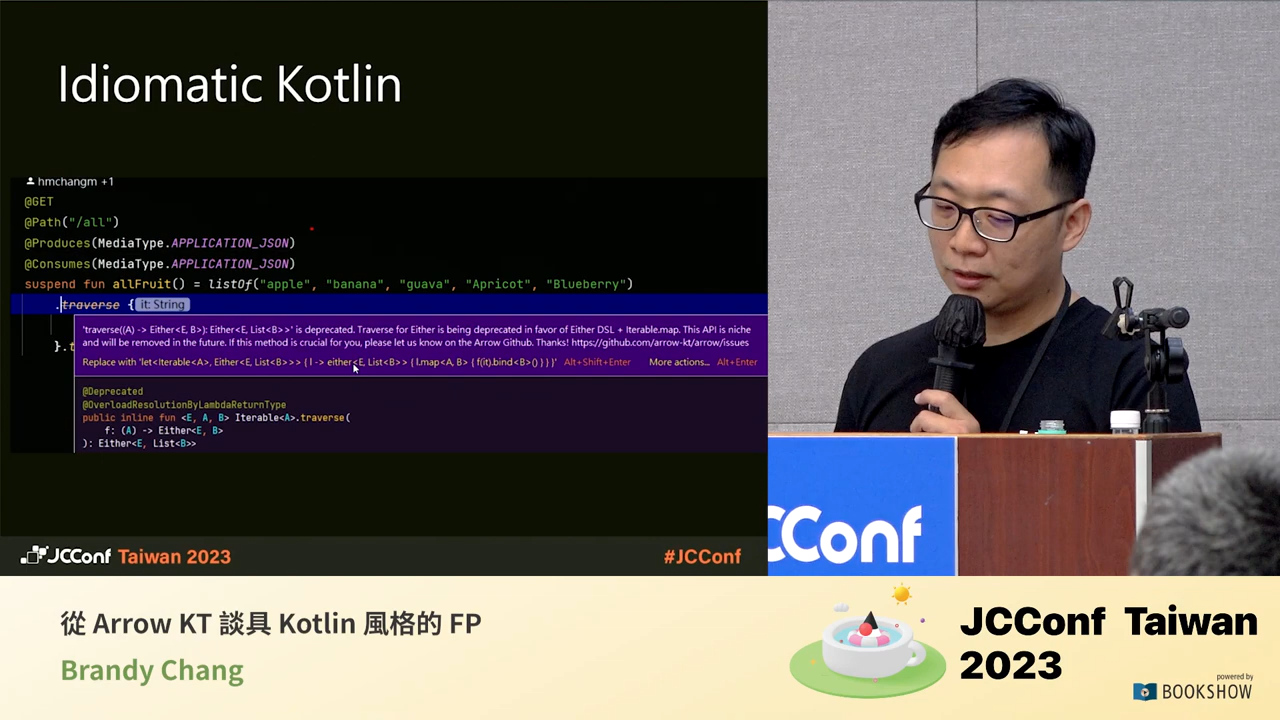 Idiomatic Kotlin
hmchangm +1
@GET
@Path("/all")
@Produces(MediaType.APPLICATION_JSON)
@Consumes(MediaType.APPLICATION_JSON)
suspend fun allFruit() = listOf("apple", "banana", "guava", "Apricot", "Blueberry")
.traverse { it: String
'traverse((A) -> Either<E, B>): Either<E, List<B>>' is deprecated. Traverse for Either is being deprecated in favor of Either DSL + Iterable.map. This API is niche
and will be removed in the future. If this method is crucial for you, please let us know on the Arrow Github. Thanks! https://github.com/arrow-kt/arrow/issues
}.t
Replace with 'let<Iterable<A>, Either<E, List<B>>> { l -> either<E, List<B>> { l.map<A, B> { f(it).bind<B>() } } }' Alt+Shift+Enter More actions... Alt+Enter
@Deprecated
@OverloadResolutionByLambdaReturnType
public inline fun <E, A, B> Iterable<A>.traverse(
f: (A) -> Either<E, B>
): Either<E, List<B>>
JCConf Taiwan 2023
#JCConf
CConf
從 Arrow KT 談具 Kotlin 風格的 FP
Brandy Chang
JCConf Taiwan
2023
powered by
BOOKSHOW